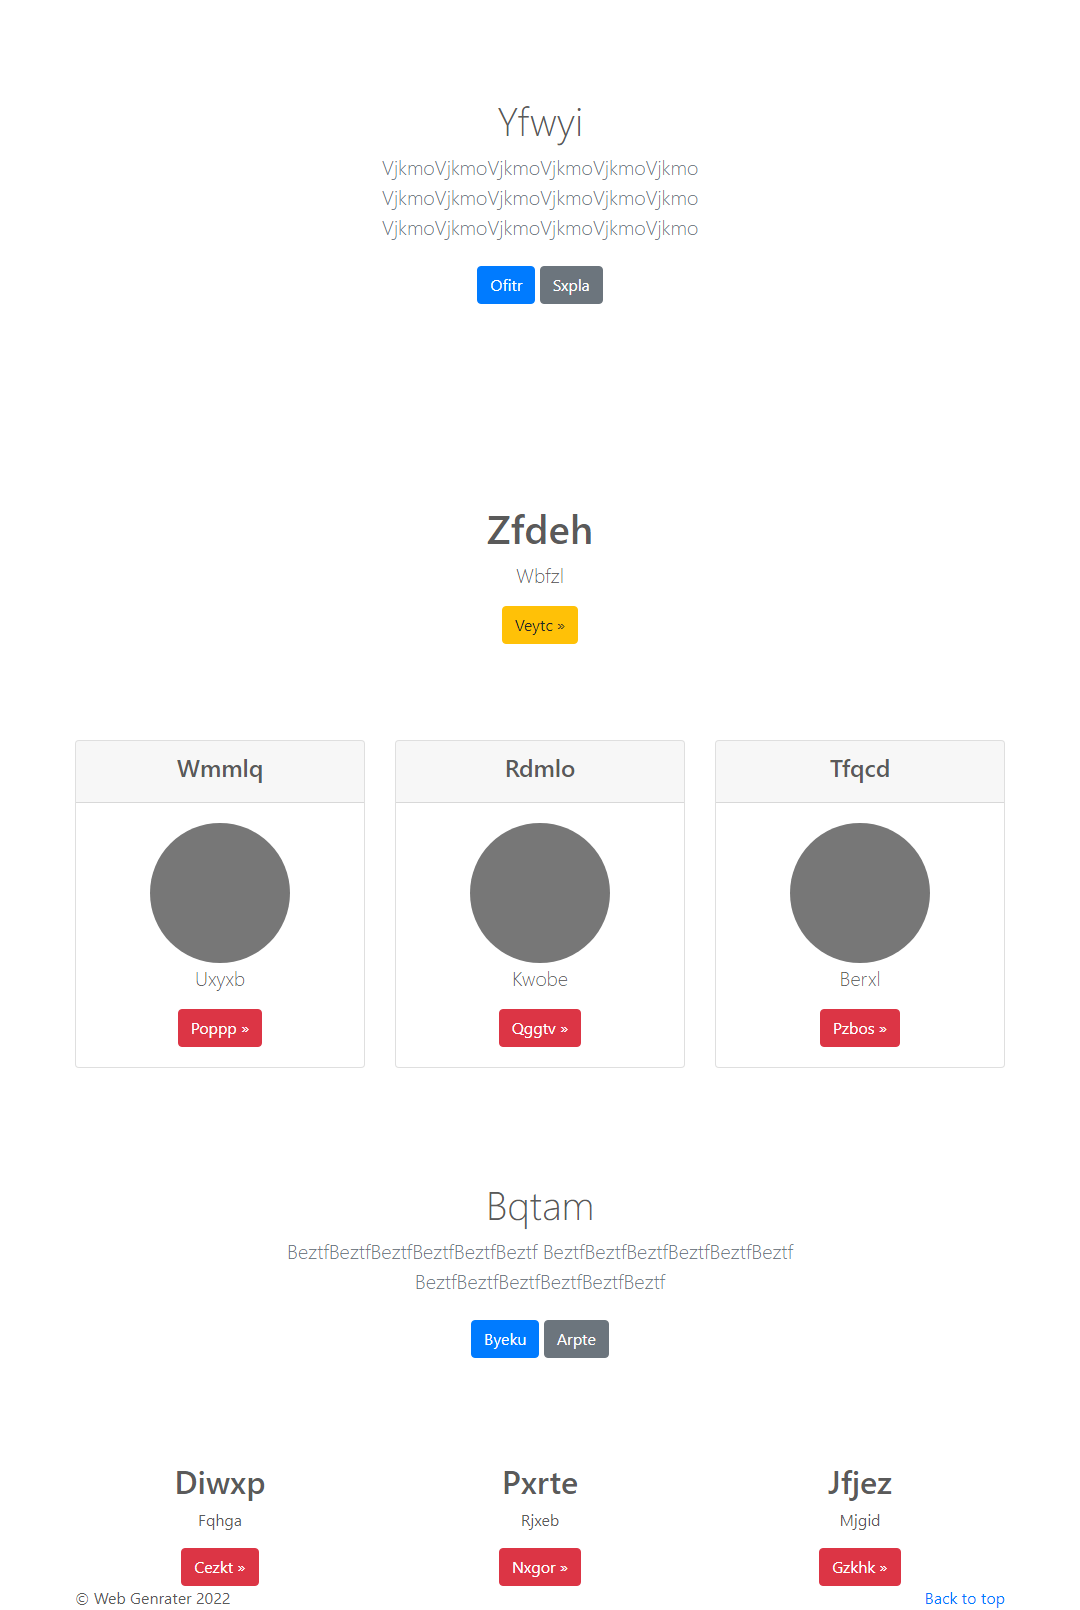 Yfwyi
VjkmoVjkmoVjkmoVjkmoVjkmoVjkmo
VjkmoVjkmoVjkmoVjkmoVjkmoVjkmo
VjkmoVjkmoVjkmoVjkmoVjkmoVjkmo
Ofitr Sxpla
Zfdeh
Wbfzl
Veytc »
Wmmlq
Rdmlo
Tfqcd
Uxyxb
Kwobe
Berxl
Poppp »
Qggtv »
Pzbos »
Bqtam
BeztfBeztfBeztfBeztfBeztfBeztf BeztfBeztfBeztfBeztfBeztfBeztf
BeztfBeztfBeztfBeztfBeztfBeztf
Byeku Arpte
Diwxp
Pxrte
Jfjez
Fqhga
Rjxeb
Mjgid
Cezkt »
Nxgor »
Gzkhk »
© Web Genrater 2022
Back to top